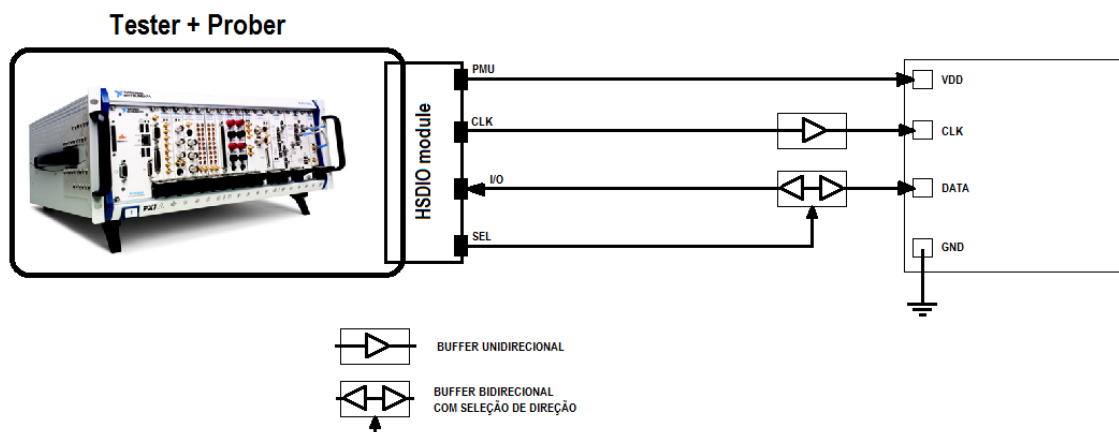 Tester + Prober
HSDIO module
PMU
CLK
I/O
SEL
VDD
CLK
DATA
GND
BUFFER UNIDIRECIONAL
BUFFER BIDIRECIONAL
COM SELEÇÃO DE DIREÇÃO